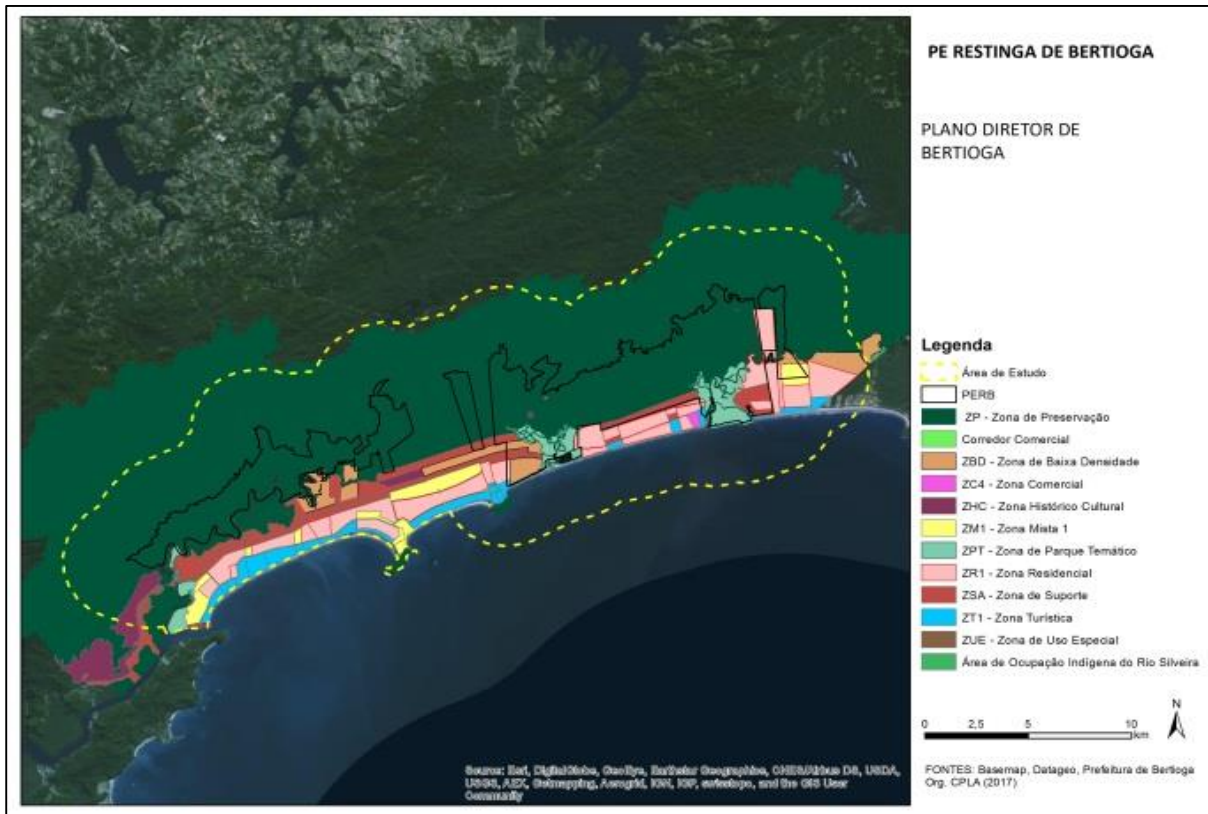 PE RESTINGA DE BERTIOGA
PLANO DIRETOR DE
BERTIOGA
Legenda
Área de Estudo
PERB
ZP - Zona de Preservação
Corredor Comercial
ZBD - Zona de Baixa Densidade
ZC4 - Zona Comercial
ZHC - Zona Histórico Cultural
ZM1 - Zona Mista 1
ZPT - Zona de Parque Temático
ZR1 - Zona Residencial
ZSA - Zona de Suporte
ZT1 - Zona Turística
ZUE - Zona de Uso Especial
Área de Ocupação Indígena do Rio Silveira
N
0 2,5 5 10
km
FONTES: Basemap, Datageo, Prefeitura de Bertioga
Org. CPLA (2017)
Source: Esri, DigitalGlobe, GeoEye, Earthstar Geographics, CNES/Airbus DS, USDA,
USGS, AEX, Getmapping, Aerogrid, IGN, IGP, swisstopo, and the GIS User
Community